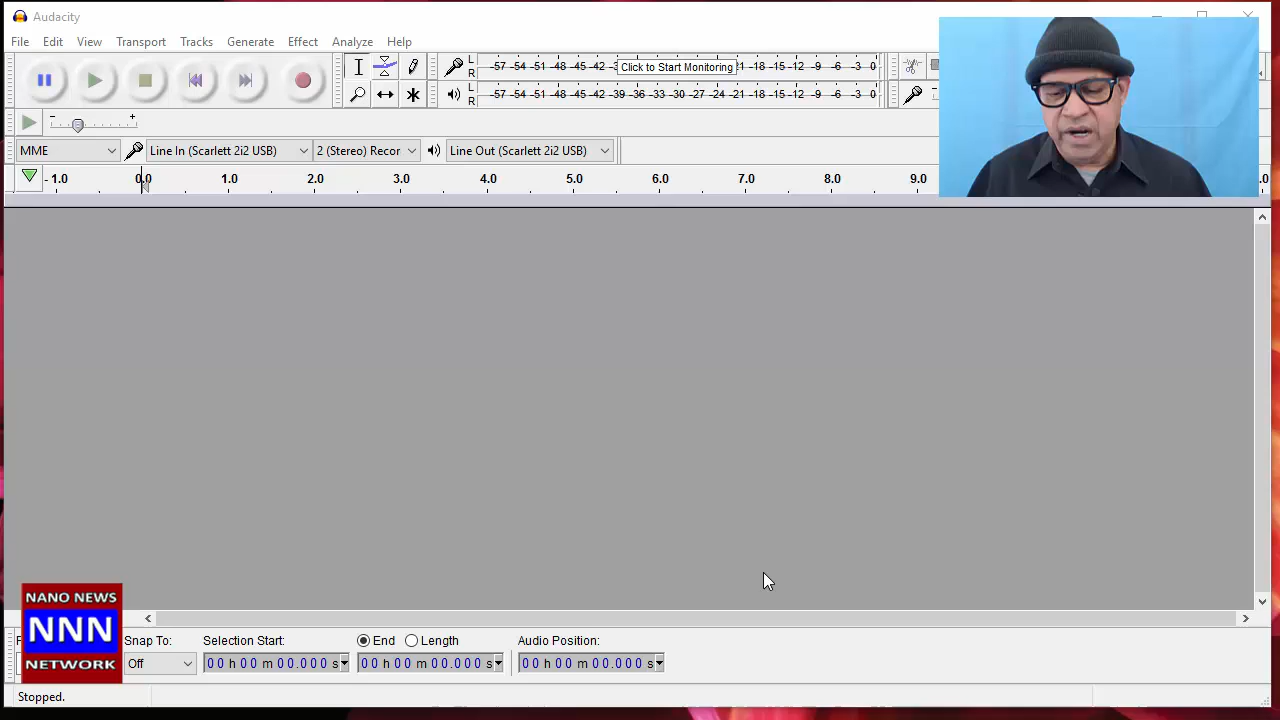 Audacity
File Edit View Transport Tracks Generate Effect Analyze Help
L
R
-57 -54 -51 -48 -45 -42 Click to Start Monitoring -18 -15 -12 -9 -6 -3 0
L
R
-57 -54 -51 -48 -45 -42 -39 -36 -33 -30 -27 -24 -21 -18 -15 -12 -9 -6 -3 0
MME Line In (Scarlett 2i2 USB) 2 (Stereo) Recor Line Out (Scarlett 2i2 USB)
- 1.0 0.0 1.0 2.0 3.0 4.0 5.0 6.0 7.0 8.0 9.0
NANO NEWS
NNN
NETWORK
Snap To: Selection Start: End Length Audio Position:
Off 00 h 00 m 00.000 s 00 h 00 m 00.000 s
Stopped.